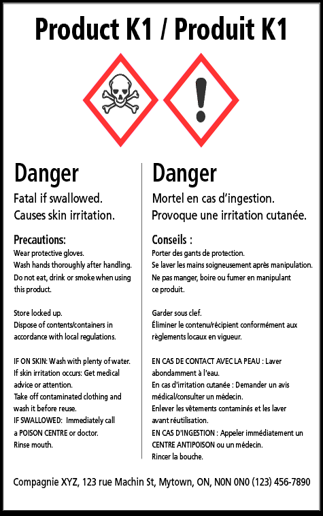 Product K1 / Produit K1
Danger
Fatal if swallowed.
Causes skin irritation.
Precautions:
Wear protective gloves.
Wash hands thoroughly after handling.
Do not eat, drink or smoke when using
this product.
Store locked up.
Dispose of contents/containers in
accordance with local regulations.
IF ON SKIN: Wash with plenty of water.
If skin irritation occurs: Get medical
advice or attention.
Take off contaminated clothing and
wash it before reuse.
IF SWALLOWED: Immediately call
a POISON CENTRE or doctor.
Rinse mouth.
Danger
Mortel en cas d'ingestion.
Provoque une irritation cutanée.
Conseils :
Porter des gants de protection.
Se laver les mains soigneusement après manipulation.
Ne pas manger, boire ou fumer en manipulant
ce produit.
Garder sous clef.
Éliminer le contenu/récipient conformément aux
règlements locaux en vigueur.
EN CAS DE CONTACT AVEC LA PEAU : Laver
abondamment à l'eau.
En cas d'irritation cutanée : Demander un avis
médical/consulter un médecin.
Enlever les vêtements contaminés et les laver
avant réutilisation.
EN CAS D'INGESTION : Appeler immédiatement un
CENTRE ANTIPOISON ou un médecin.
Rincer la bouche.
Compagnie XYZ, 123 rue Machin St, Mytown, ON, N0N 0N0 (123) 456-7890